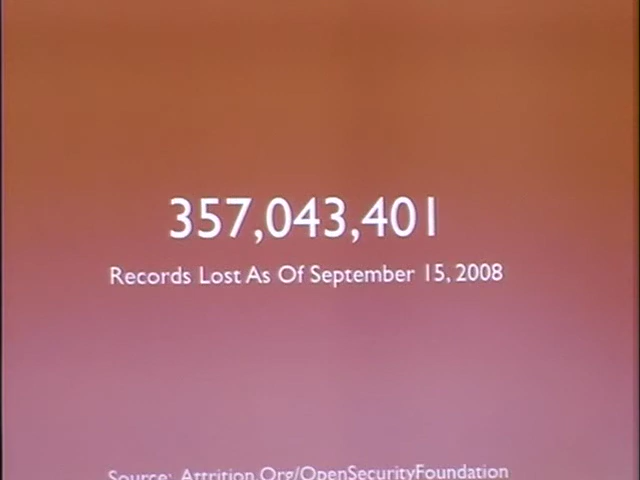 357,043,401
Records Lost As Of September 15, 2008
Source: Attrition.Org/OpenSecurityFoundation